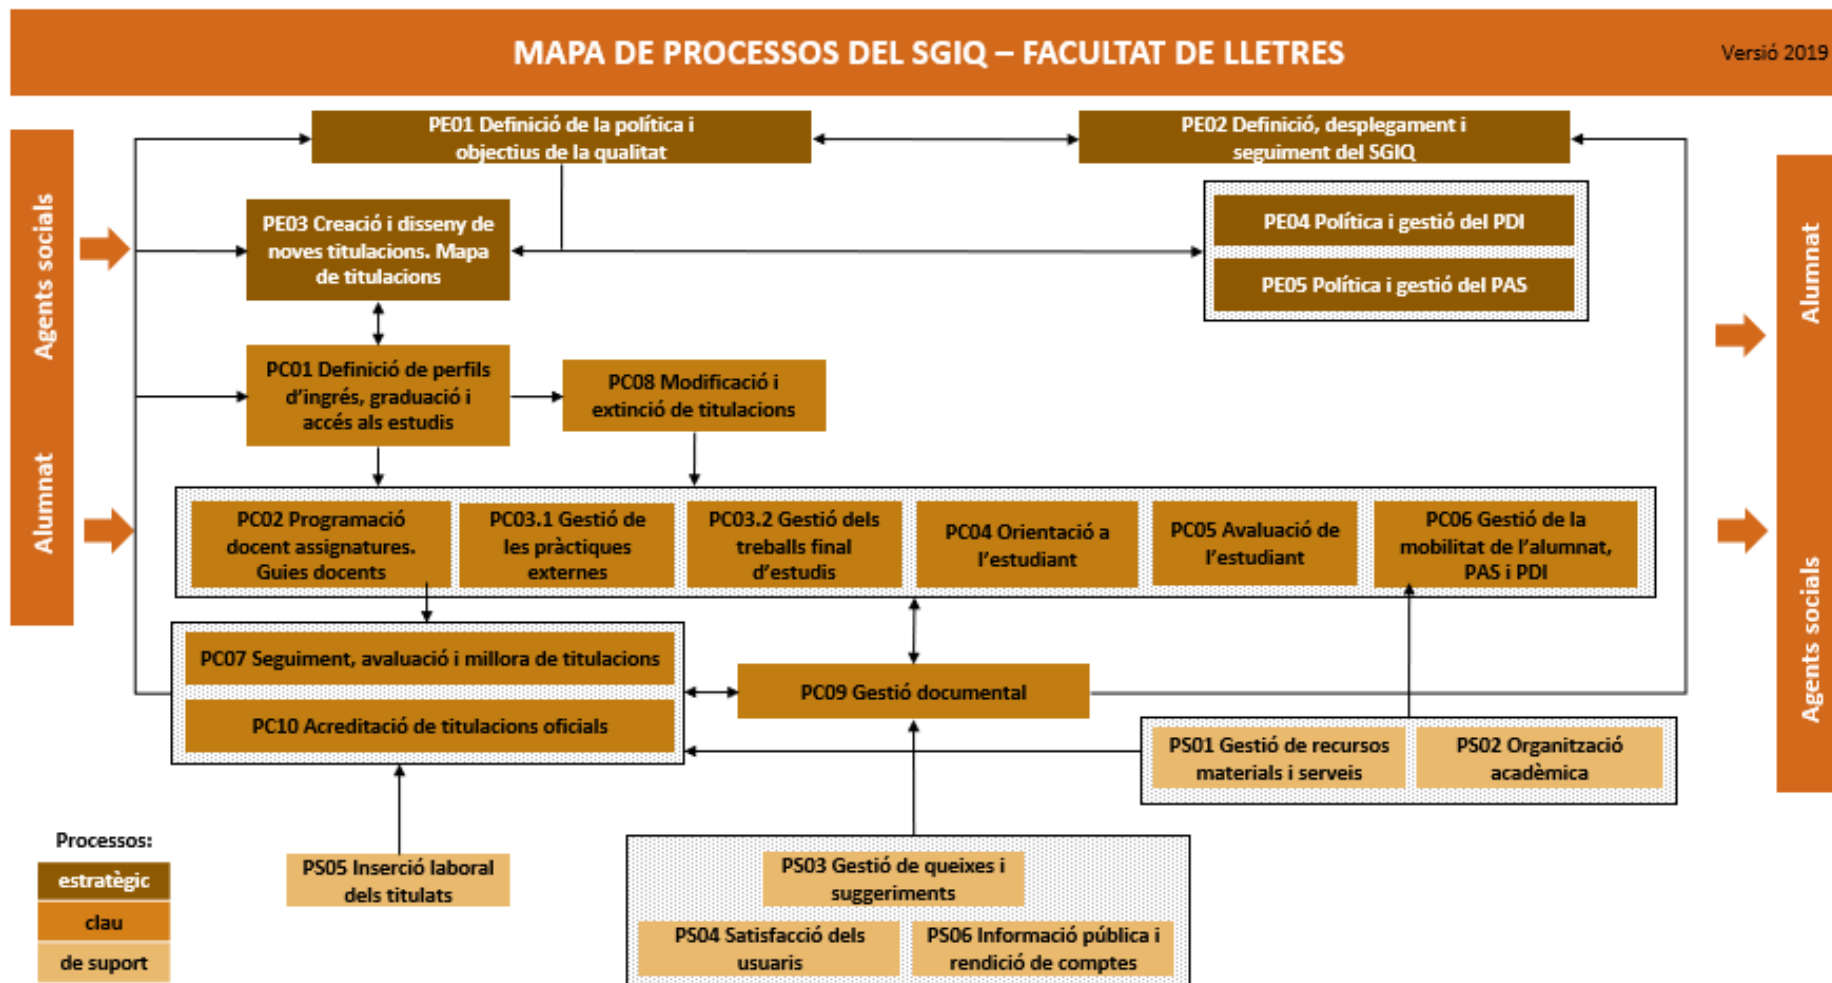 MAPA DE PROCESSOS DEL SGIQ – FACULTAT DE LLETRES
Versió 2019
Agents socials
Alumnat
PE01 Definició de la política i
objectius de la qualitat
PE02 Definició, desplegament i
seguiment del SGIQ
PE03 Creació i disseny de
noves titulacions. Mapa
de titulacions
PE04 Política i gestió del PDI
PE05 Política i gestió del PAS
PC01 Definició de perfils
d’ingrés, graduació i
accés als estudis
PC08 Modificació i
extinció de titulacions
PC02 Programació
docent assignatures.
Guies docents
PC03.1 Gestió de
les pràctiques
externes
PC03.2 Gestió dels
treballs final
d’estudis
PC04 Orientació a
l’estudiant
PC05 Avaluació de
l’estudiant
PC06 Gestió de la
mobilitat de l’alumnat,
PAS i PDI
PC07 Seguiment, avaluació i millora de titulacions
PC10 Acreditació de titulacions oficials
PC09 Gestió documental
PS01 Gestió de recursos
materials i serveis
PS02 Organització
acadèmica
PS05 Inserció laboral
dels titulats
PS03 Gestió de queixes i
suggeriments
PS04 Satisfacció dels
usuaris
PS06 Informació pública i
rendició de comptes
Alumnat
Agents socials
Processos:
estratègic
clau
de suport